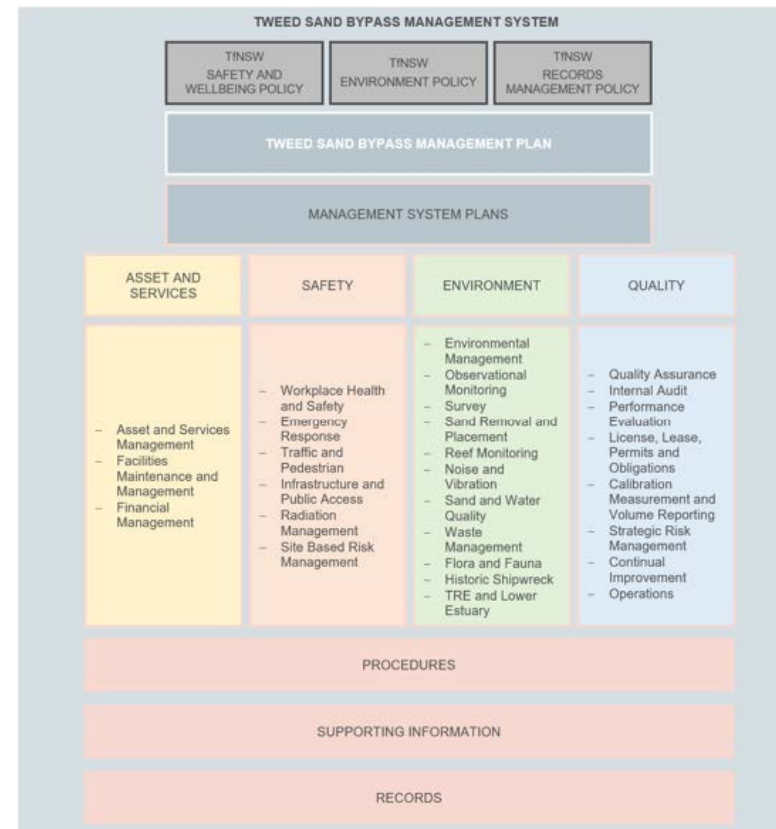 TWEED SAND BYPASS MANAGEMENT SYSTEM
TfNSW
SAFETY AND
WELLBEING POLICY
TfNSW
ENVIRONMENT POLICY
TfNSW
RECORDS
MANAGEMENT POLICY
TWEED SAND BYPASS MANAGEMENT PLAN
MANAGEMENT SYSTEM PLANS
ASSET AND
SERVICES
SAFETY
ENVIRONMENT
QUALITY
– Asset and Services
Management
– Facilities
Maintenance and
Management
– Financial
Management
– Workplace Health
and Safety
– Emergency
Response
– Traffic and
Pedestrian
– Infrastructure and
Public Access
– Radiation
Management
– Site Based Risk
Management
– Environmental
Management
– Observational
Monitoring
– Survey
– Sand Removal and
Placement
– Reef Monitoring
– Noise and
Vibration
– Sand and Water
Quality
– Waste
Management
– Flora and Fauna
– Historic Shipwreck
– TRE and Lower
Estuary
– Quality Assurance
– Internal Audit
– Performance
Evaluation
– License, Lease,
Permits and
Obligations
– Calibration
Measurement and
Volume Reporting
– Strategic Risk
Management
– Continual
Improvement
– Operations
PROCEDURES
SUPPORTING INFORMATION
RECORDS